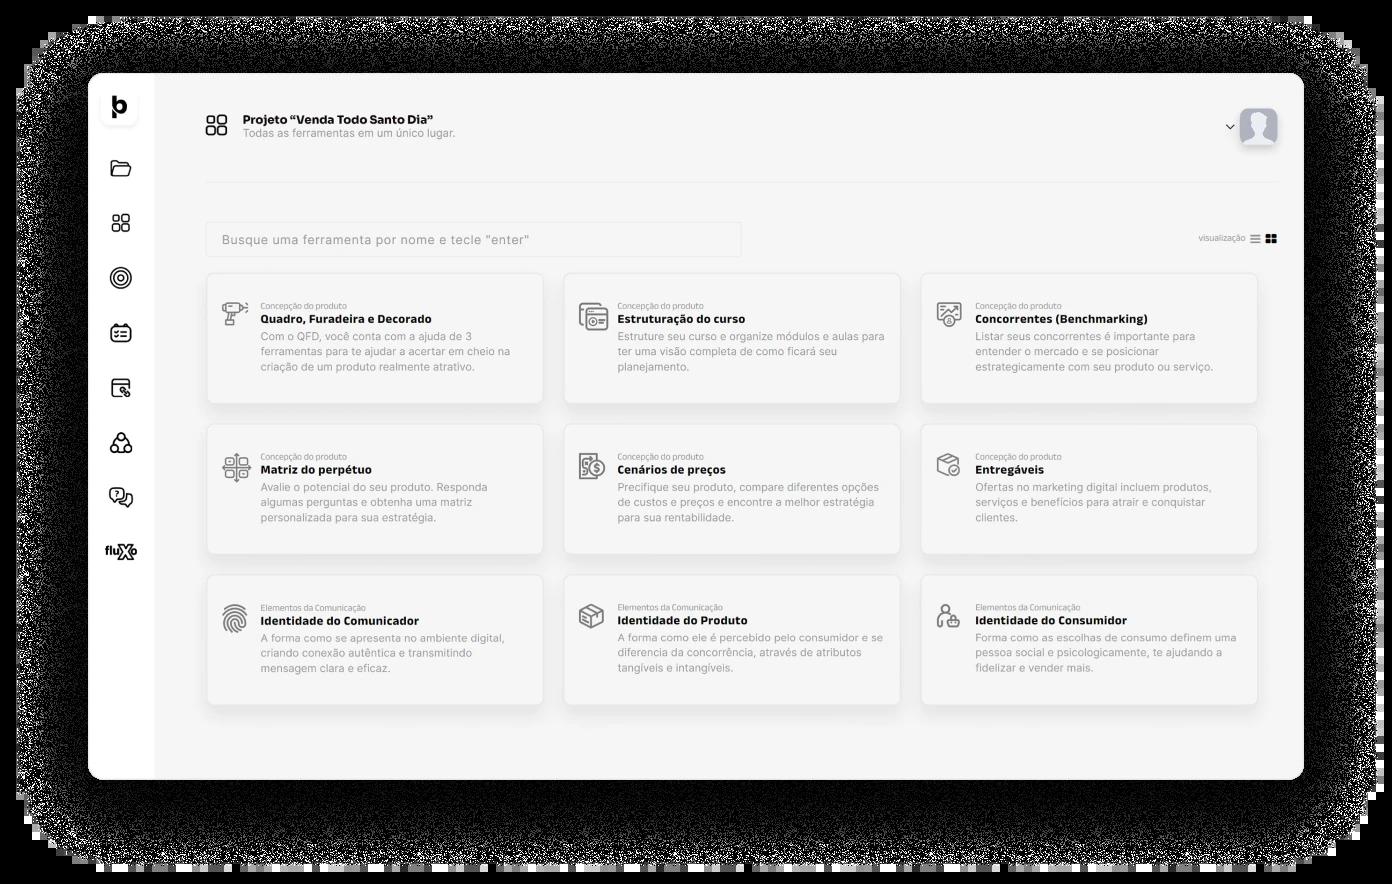 b
Projeto “Venda Todo Santo Dia”
Todas as ferramentas em um único lugar.
Busque uma ferramenta por nome e tecle "enter"
visualização
Concepção do produto
Quadro, Furadeira e Decorado
Com o QFD, você conta com a ajuda de 3
ferramentas para te ajudar a acertar em cheio na
criação de um produto realmente atrativo.
Concepção do produto
Estruturação do curso
Estruture seu curso e organize módulos e aulas para
ter uma visão completa de como ficará seu
planejamento.
Concepção do produto
Concorrentes (Benchmarking)
Listar seus concorrentes é importante para
entender o mercado e se posicionar
estrategicamente com seu produto ou serviço.
Concepção do produto
Matriz do perpétuo
Avalie o potencial do seu produto. Responda
algumas perguntas e obtenha uma matriz
personalizada para sua estratégia.
Concepção do produto
Cenários de preços
Precifique seu produto, compare diferentes opções
de custos e preços e encontre a melhor estratégia
para sua rentabilidade.
Concepção do produto
Entregáveis
Ofertas no marketing digital incluem produtos,
serviços e benefícios para atrair e conquistar
clientes.
fluXo
Elementos da Comunicação
Identidade do Comunicador
A forma como se apresenta no ambiente digital,
criando conexão autêntica e transmitindo
mensagem clara e eficaz.
Elementos da Comunicação
Identidade do Produto
A forma como ele é percebido pelo consumidor e se
diferencia da concorrência, através de atributos
tangíveis e intangíveis.
Elementos da Comunicação
Identidade do Consumidor
Forma como as escolhas de consumo definem uma
pessoa social e psicologicamente, te ajudando a
fidelizar e vender mais.